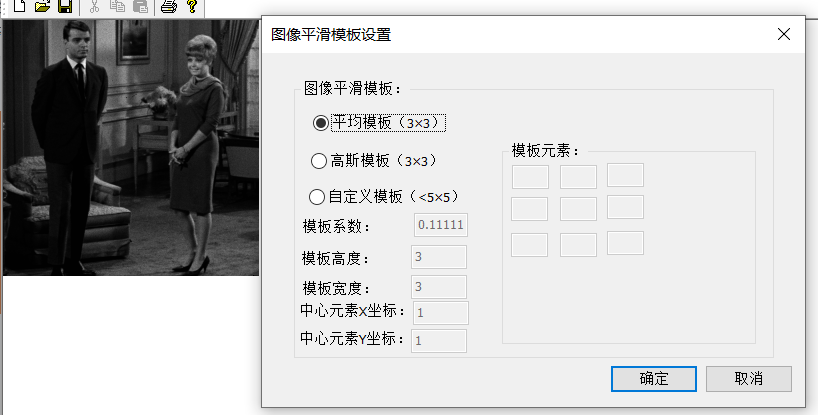 图像平滑模板设置
图像平滑模板：
平均模板（3×3）
高斯模板（3×3）
自定义模板（<5×5）
模板系数： 0.11111
模板高度： 3
模板宽度： 3
中心元素X坐标： 1
中心元素Y坐标： 1
模板元素：
确定
取消